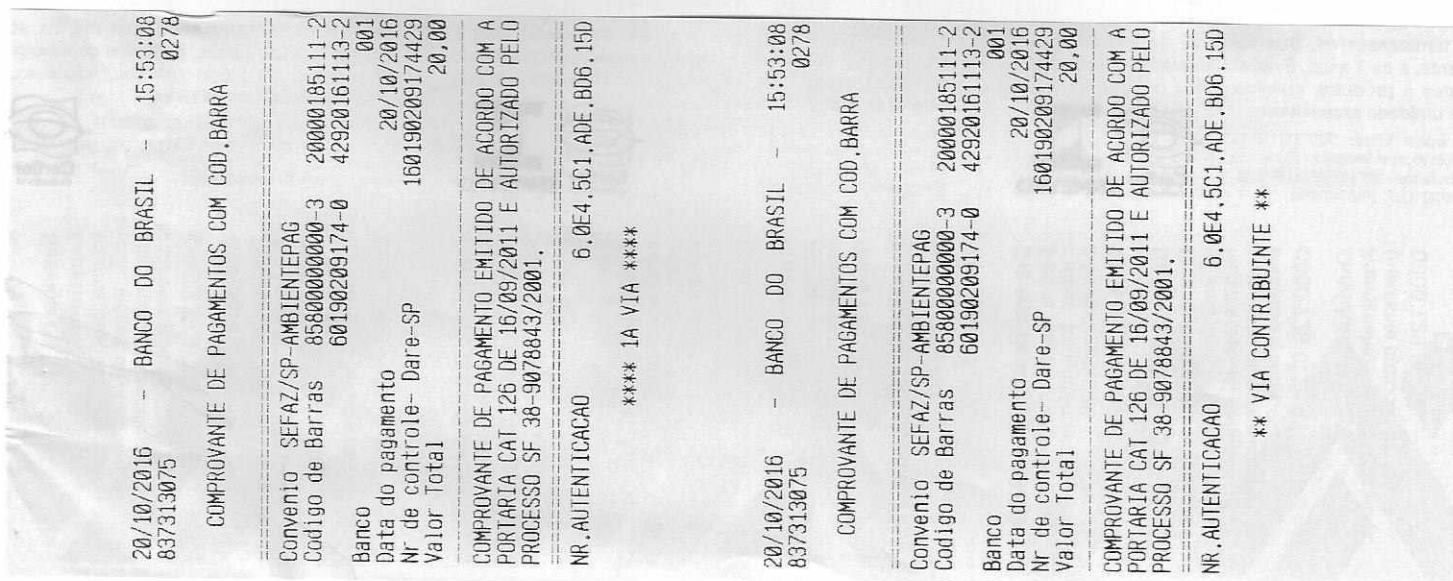 20/10/2016 - BANCO DO BRASIL - 15:53:08
837313075 0278
COMPROVANTE DE PAGAMENTOS COM COD.BARRA
Convenio SEFAZ/SP-AMBIENTEPAG
Codigo de Barras 85800000000-3 20000185111-2
60190209174-0 42920161113-2
Banco 001
Data do pagamento 20/10/2016
Nr de controle- Dare-SP 160190209174429
Valor Total 20,00
COMPROVANTE DE PAGAMENTO EMITIDO DE ACORDO COM A
PORTARIA CAT 126 DE 16/09/2011 E AUTORIZADO PELO
PROCESSO SF 38-9078843/2001.
NR.AUTENTICACAO 6.0E4.5C1.ADE.BD6.15D
**** 1A VIA ****
20/10/2016 - BANCO DO BRASIL - 15:53:08
837313075 0278
COMPROVANTE DE PAGAMENTOS COM COD.BARRA
Convenio SEFAZ/SP-AMBIENTEPAG
Codigo de Barras 85800000000-3 20000185111-2
60190209174-0 42920161113-2
Banco 001
Data do pagamento 20/10/2016
Nr de controle- Dare-SP 160190209174429
Valor Total 20,00
COMPROVANTE DE PAGAMENTO EMITIDO DE ACORDO COM A
PORTARIA CAT 126 DE 16/09/2011 E AUTORIZADO PELO
PROCESSO SF 38-9078843/2001.
NR.AUTENTICACAO 6.0E4.5C1.ADE.BD6.15D
** VIA CONTRIBUINTE **